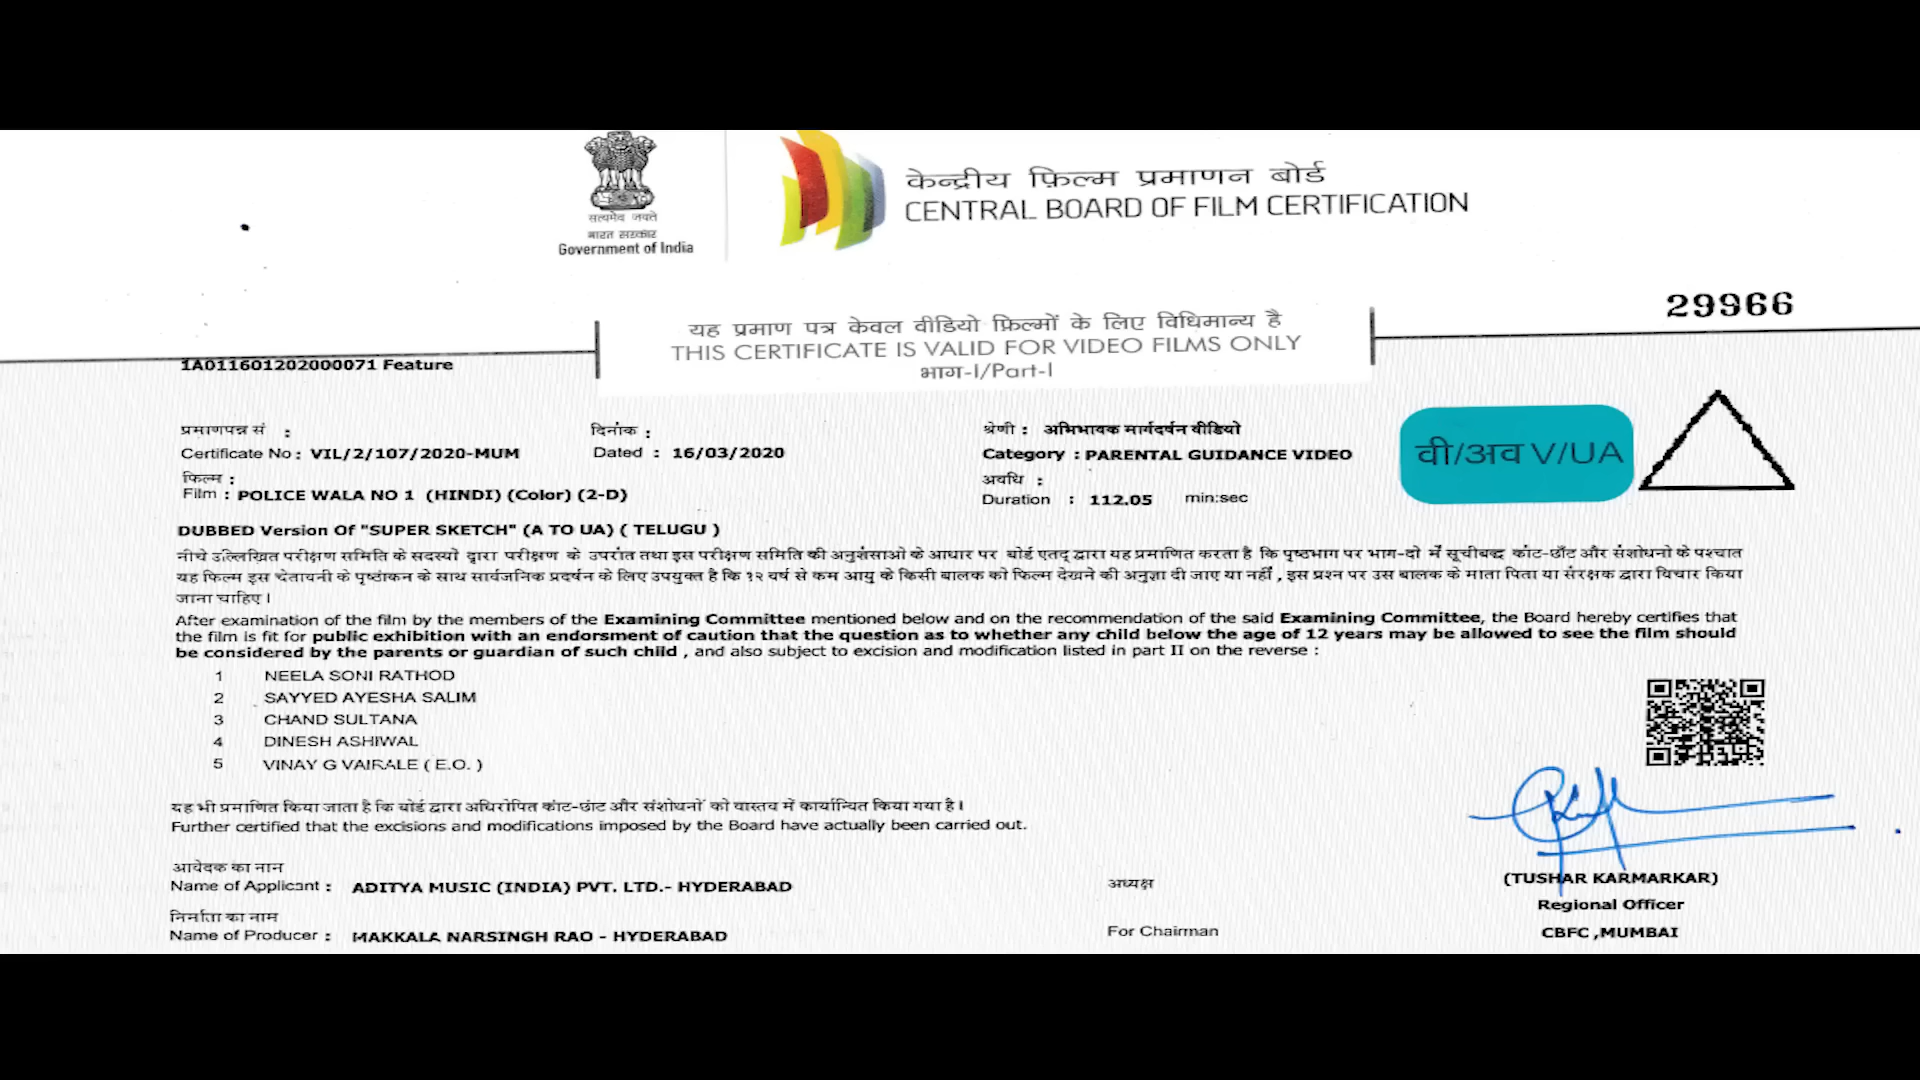 सत्यमेव जयते
भारत सरकार
Government of India
केन्द्रीय फ़िल्म प्रमाणन बोर्ड
CENTRAL BOARD OF FILM CERTIFICATION
29966
यह प्रमाण पत्र केवल वीडियो फ़िल्मों के लिए विधिमान्य है
THIS CERTIFICATE IS VALID FOR VIDEO FILMS ONLY
भाग-I/Part-I
1A011601202000071 Feature
प्रमाणपत्र सं :
दिनांक :
श्रेणी : अभिभावक मार्गदर्षन वीडियो
Certificate No : VIL/2/107/2020-MUM
Dated : 16/03/2020
Category : PARENTAL GUIDANCE VIDEO
वी/अव V/UA
फिल्म :
अवधि :
Film : POLICE WALA NO 1 (HINDI) (Color) (2-D)
Duration : 112.05 min:sec
DUBBED Version Of "SUPER SKETCH" (A TO UA) ( TELUGU )
नीचे उल्लिखित परीक्षण समिति के सदस्यों द्वारा परीक्षण के उपरांत तथा इस परीक्षण समिति की अनुशंसाओ के आधार पर बोर्ड एतद् द्वारा यह प्रमाणित करता है कि पृष्ठभाग पर भाग-दो में सूचीबद्ध कांट-छाँट और संशोधनो के पश्चात
यह फिल्म इस चेतावनी के पृष्ठांकन के साथ सार्वजनिक प्रदर्षन के लिए उपयुक्त है कि १२ वर्ष से कम आयु के किसी बालक को फिल्म देखने की अनुज्ञा दी जाए या नहीं , इस प्रश्न पर उस बालक के माता पिता या संरक्षक द्वारा विचार किया
जाना चाहिए ।
After examination of the film by the members of the Examining Committee mentioned below and on the recommendation of the said Examining Committee, the Board hereby certifies that
the film is fit for public exhibition with an endorsment of caution that the question as to whether any child below the age of 12 years may be allowed to see the film should
be considered by the parents or guardian of such child , and also subject to excision and modification listed in part II on the reverse :
1 NEELA SONI RATHOD
2 SAYYED AYESHA SALIM
3 CHAND SULTANA
4 DINESH ASHIWAL
5 VINAY G VAIRALE ( E.O. )
यह भी प्रमाणित किया जाता है कि बोर्ड द्वारा अधिरोपित कांट-छांट और संशोधनों को वास्तव में कार्यान्वित किया गया है ।
Further certified that the excisions and modifications imposed by the Board have actually been carried out.
आवेदक का नाम
Name of Applicant : ADITYA MUSIC (INDIA) PVT. LTD.- HYDERABAD
अध्यक्ष
(TUSHAR KARMARKAR)
Regional Officer
निर्माता का नाम
Name of Producer : MAKKALA NARSINGH RAO - HYDERABAD
For Chairman
CBFC ,MUMBAI